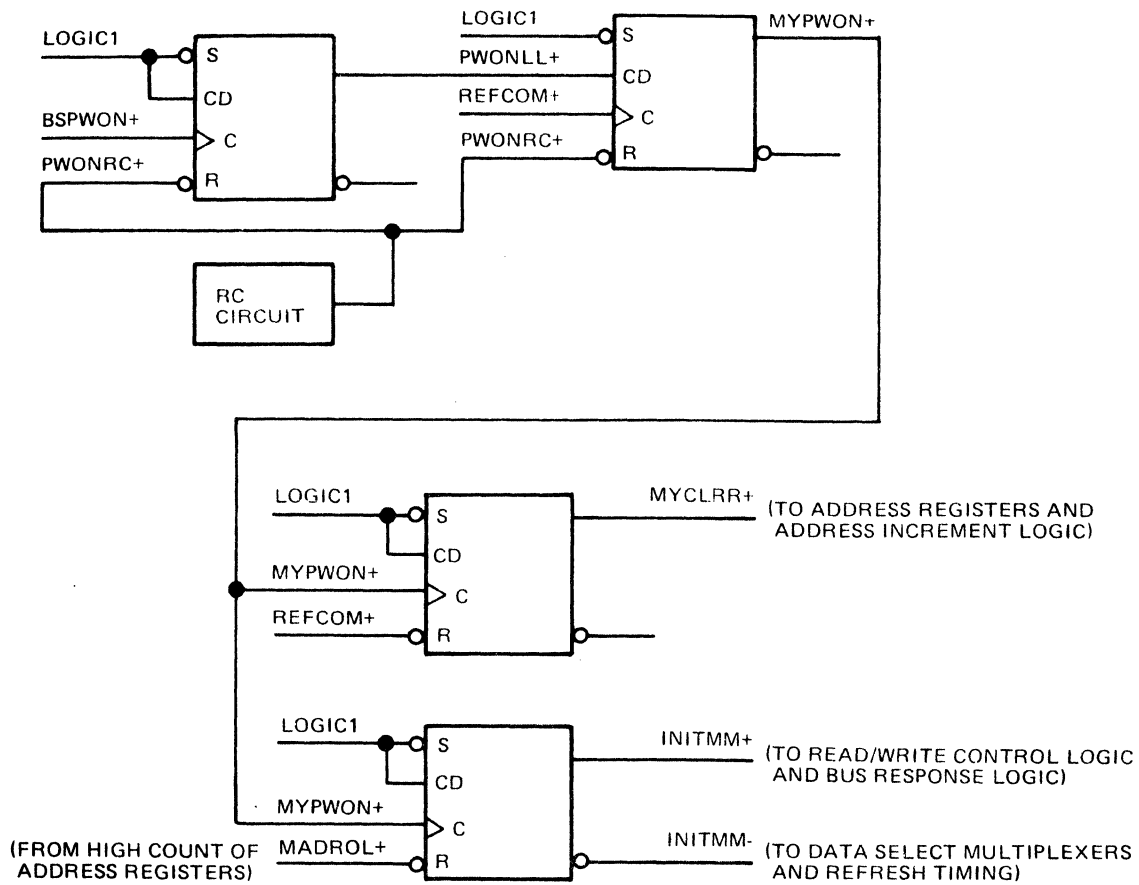 LOGIC1
S
CD
BSPWON+
C
PWONRC+
R
RC
CIRCUIT
LOGIC1
S
MYPWON+
PWONLL+
CD
REFCOM+
C
PWONRC+
R
LOGIC1
S
MYCLRR+
(TO ADDRESS REGISTERS AND
ADDRESS INCREMENT LOGIC)
CD
MYPWON+
C
REFCOM+
R
LOGIC1
S
INITMM+
(TO READ/WRITE CONTROL LOGIC
AND BUS RESPONSE LOGIC)
CD
MYPWON+
C
(FROM HIGH COUNT OF
ADDRESS REGISTERS)
MADROL+
R
INITMM-
(TO DATA SELECT MULTIPLEXERS
AND REFRESH TIMING)